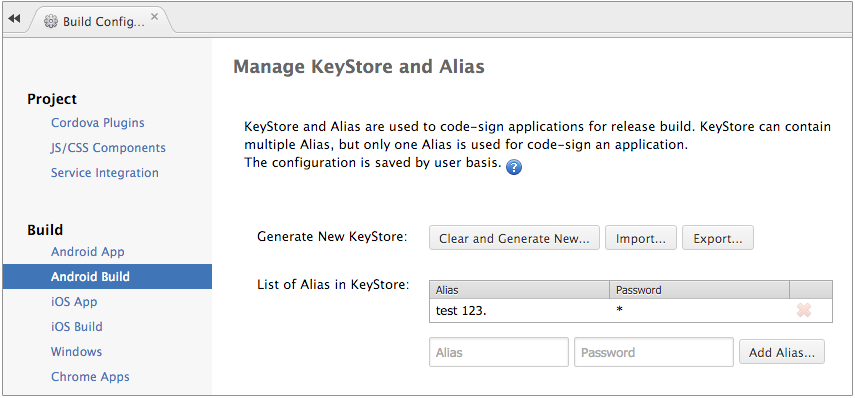 Build Config...
Manage KeyStore and Alias
Project
Cordova Plugins
JS/CSS Components
Service Integration
KeyStore and Alias are used to code-sign applications for release build. KeyStore can contain
multiple Alias, but only one Alias is used for code-sign an application.
The configuration is saved by user basis. ?
Build
Android App
Android Build
iOS App
iOS Build
Windows
Chrome Apps
Generate New KeyStore: Clear and Generate New... Import... Export...
List of Alias in KeyStore:
Alias Password
test 123. *
Alias Password Add Alias...